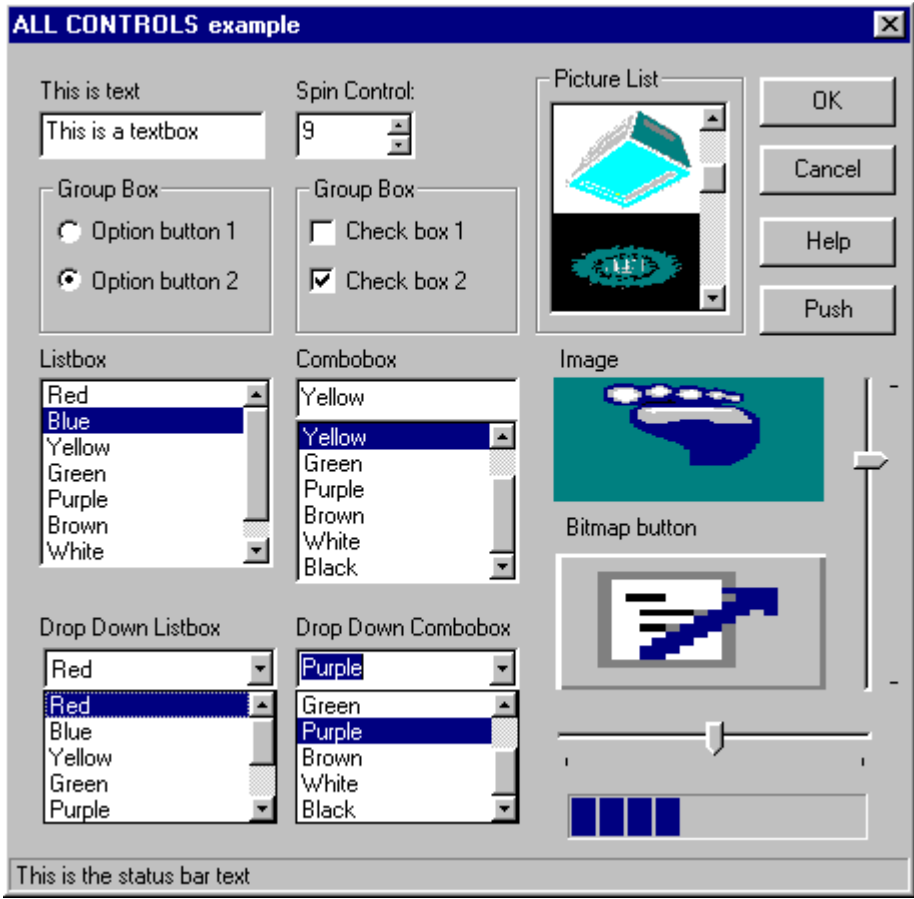 ALL CONTROLS example
This is text
This is a textbox
Spin Control:
9
Picture List
OK
Cancel
Help
Push
Group Box
Option button 1
Option button 2
Group Box
Check box 1
Check box 2
Listbox
Red
Blue
Yellow
Green
Purple
Brown
White
Combobox
Yellow
Yellow
Green
Purple
Brown
White
Black
Image
Bitmap button
Drop Down Listbox
Red
Red
Blue
Yellow
Green
Purple
Drop Down Combobox
Purple
Green
Purple
Brown
White
Black
This is the status bar text